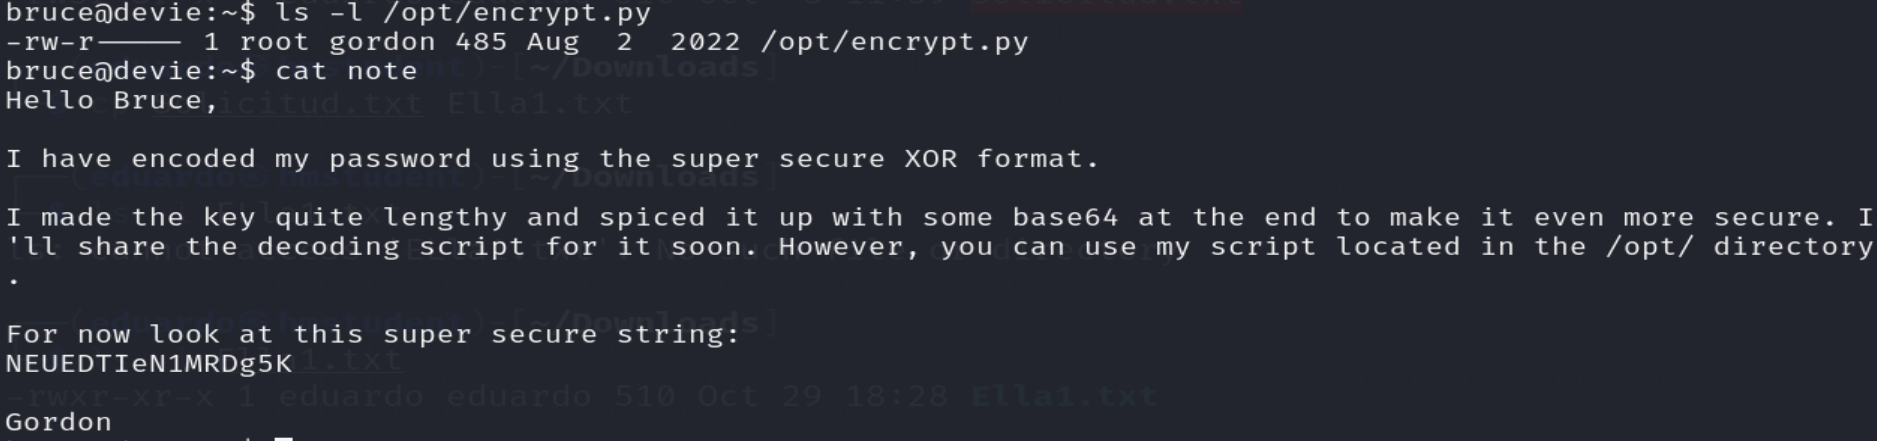 bruce@devie:~$ ls -l /opt/encrypt.py
-rw-r----- 1 root gordon 485 Aug  2  2022 /opt/encrypt.py
bruce@devie:~$ cat note
Hello Bruce,
I have encoded my password using the super secure XOR format.
I made the key quite lengthy and spiced it up with some base64 at the end to make it even more secure. I
'll share the decoding script for it soon. However, you can use my script located in the /opt/ directory
.
For now look at this super secure string:
NEUEDTIeN1MRDg5K
Gordon